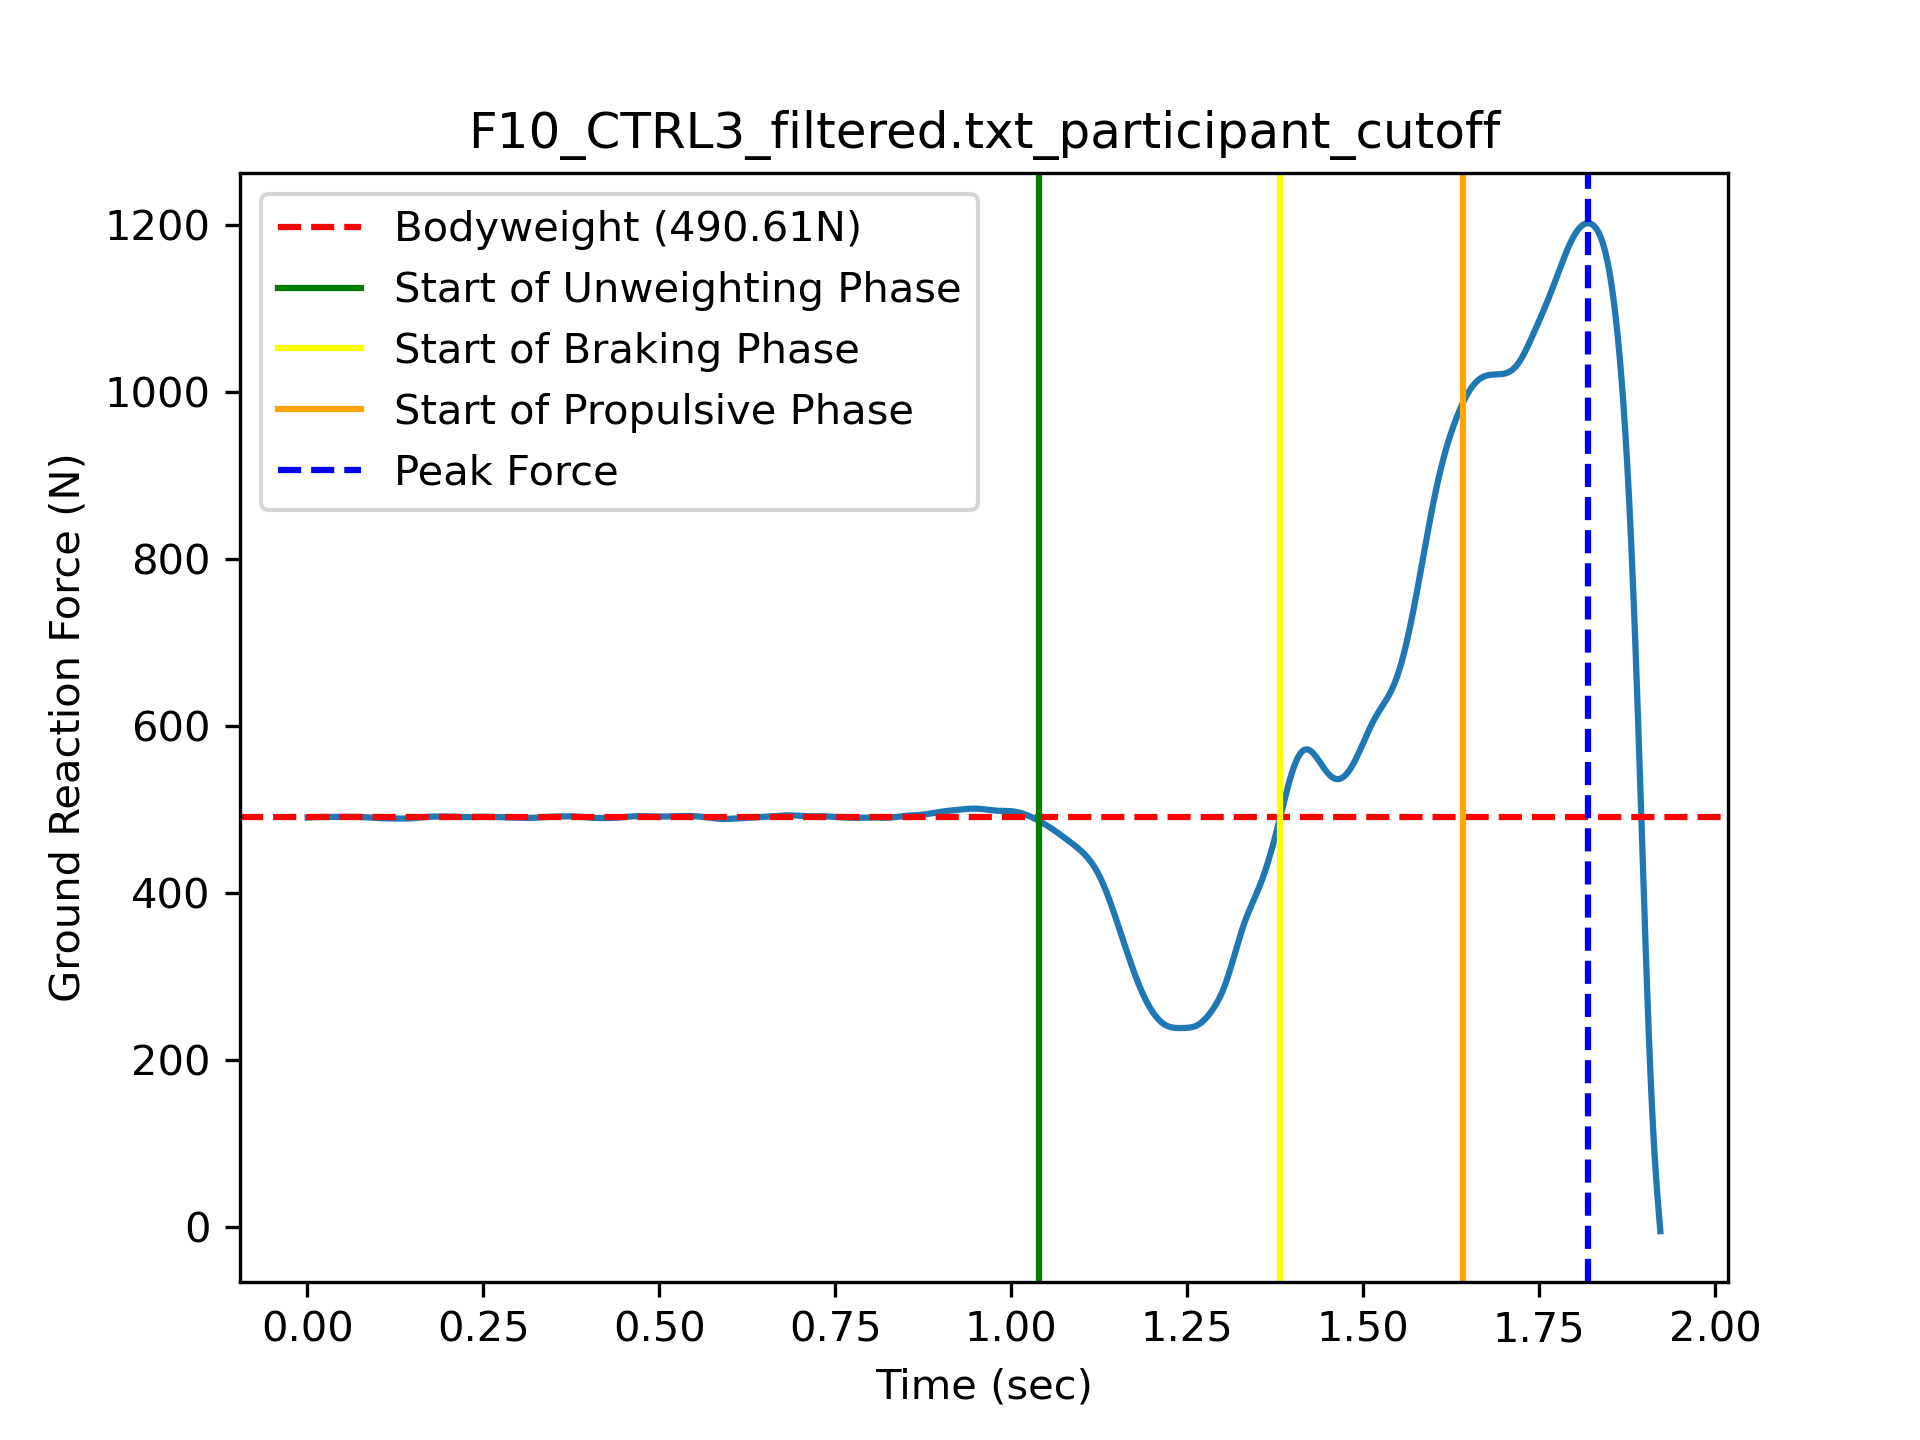 F10_CTRL3_filtered.txt_participant_cutoff
Bodyweight (490.61N)
Start of Unweighting Phase
Start of Braking Phase
Start of Propulsive Phase
Peak Force
Ground Reaction Force (N)
1200
1000
800
600
400
200
0
0.00 0.25 0.50 0.75 1.00 1.25 1.50 1.75 2.00
Time (sec)